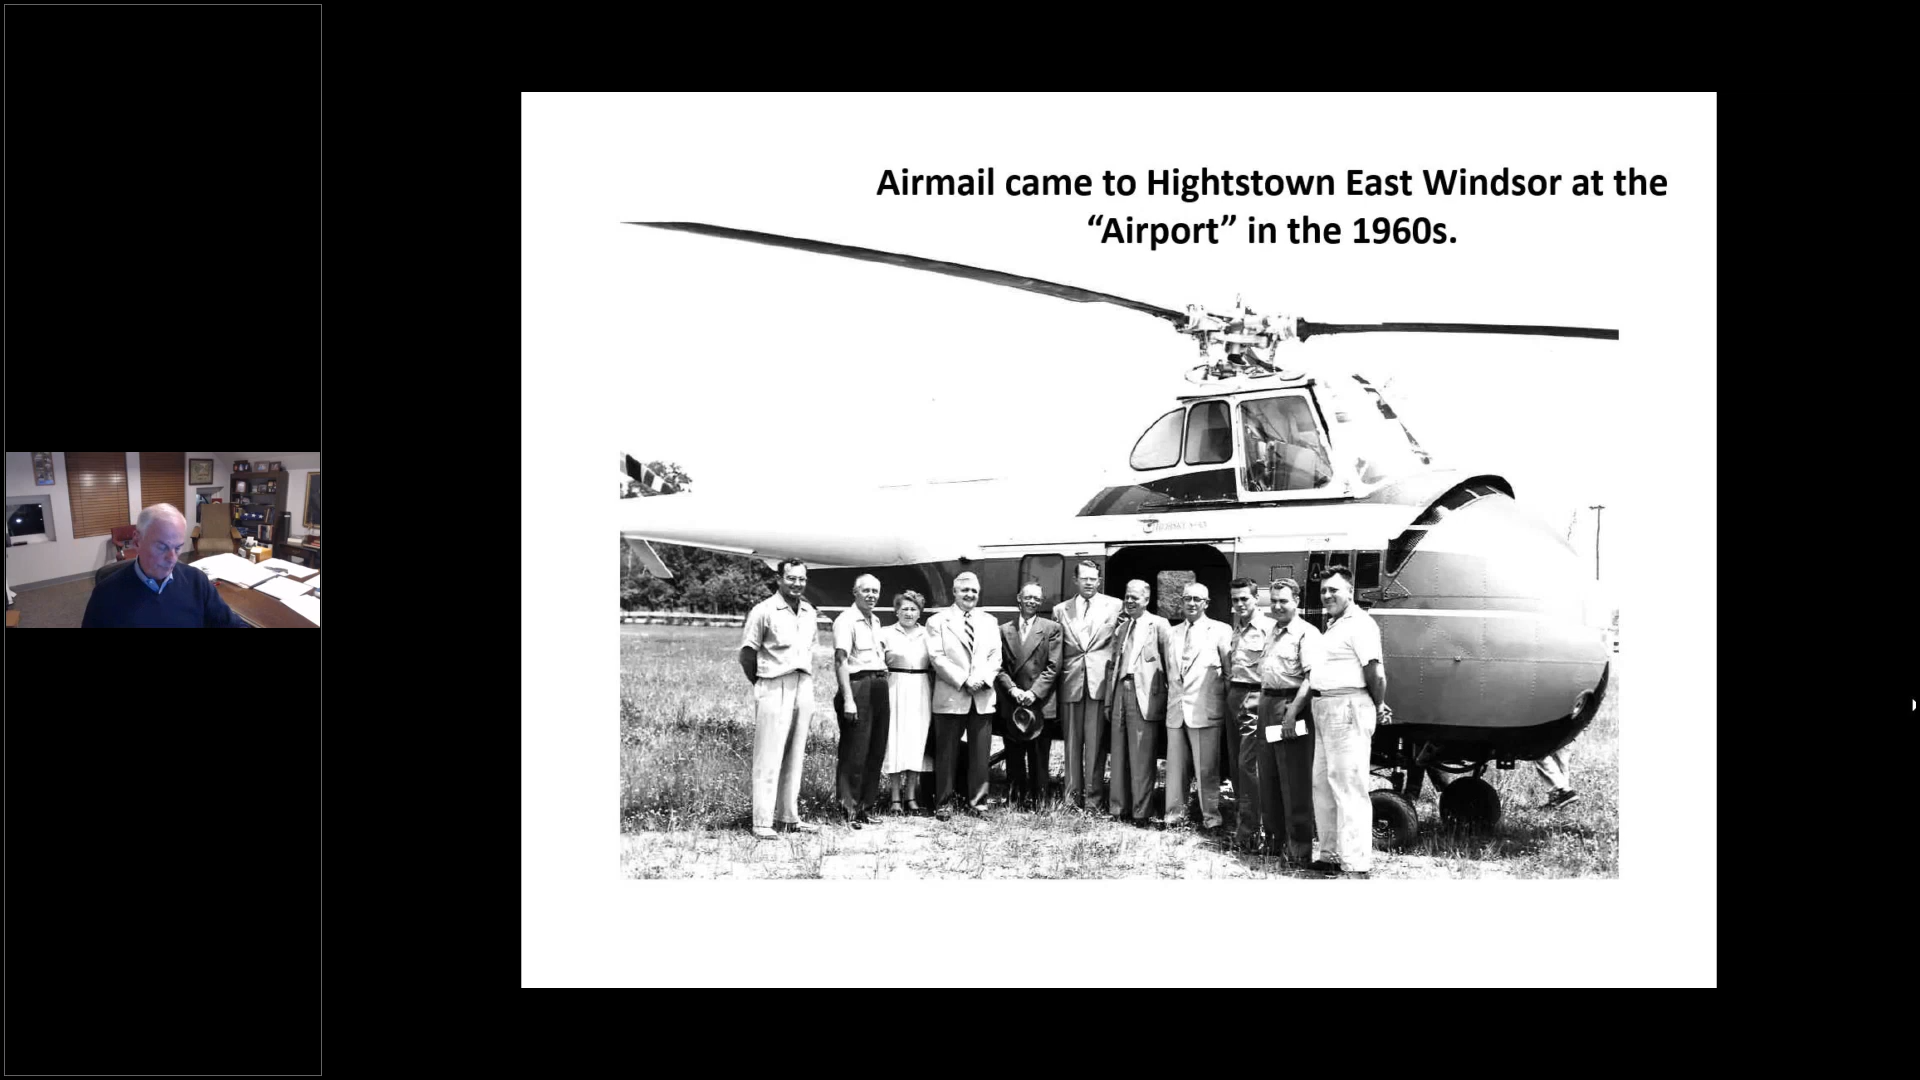 Airmail came to Hightstown East Windsor at the
“Airport” in the 1960s.